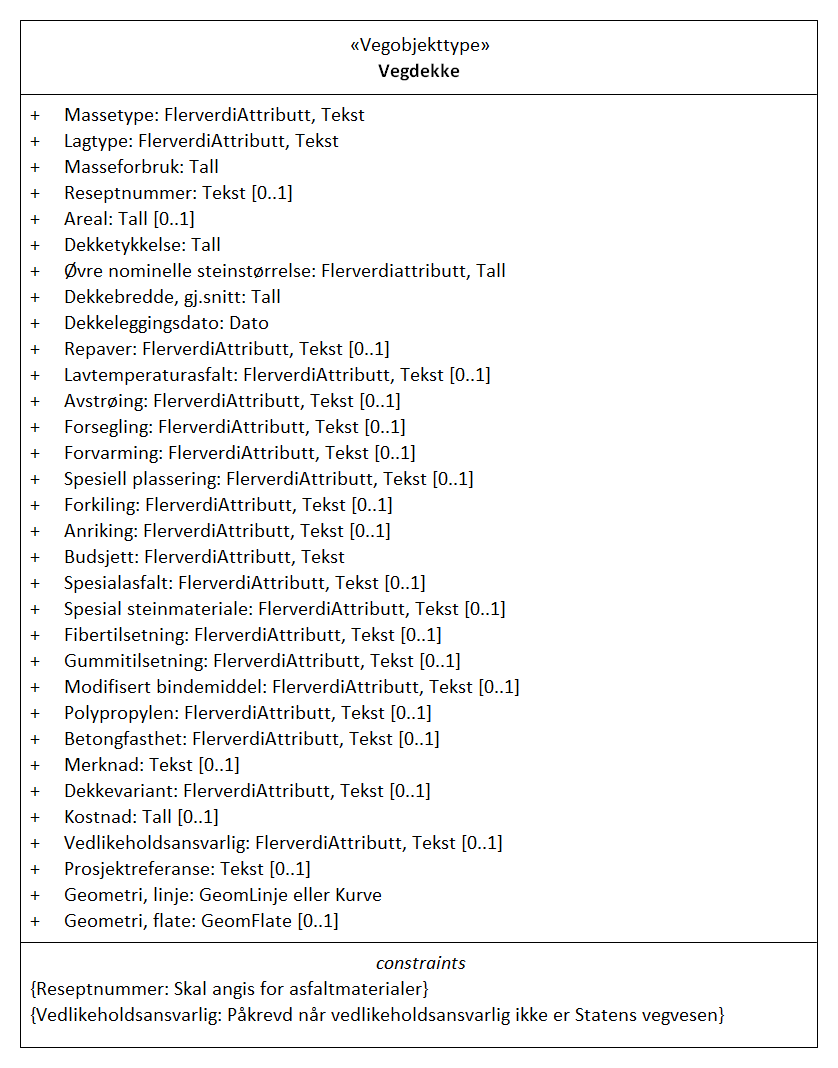 «Vegobjekttype»
Vegdekke
+ Massetype: FlerverdiAttributt, Tekst
+ Lagtype: FlerverdiAttributt, Tekst
+ Masseforbruk: Tall
+ Reseptnummer: Tekst [0..1]
+ Areal: Tall [0..1]
+ Dekketykkelse: Tall
+ Øvre nominelle steinstørrelse: Flerverdiattributt, Tall
+ Dekkebredde, gj.snitt: Tall
+ Dekkeleggingsdato: Dato
+ Repaver: FlerverdiAttributt, Tekst [0..1]
+ Lavtemperaturasfalt: FlerverdiAttributt, Tekst [0..1]
+ Avstrøing: FlerverdiAttributt, Tekst [0..1]
+ Forsegling: FlerverdiAttributt, Tekst [0..1]
+ Forvarming: FlerverdiAttributt, Tekst [0..1]
+ Spesiell plassering: FlerverdiAttributt, Tekst [0..1]
+ Forkiling: FlerverdiAttributt, Tekst [0..1]
+ Anriking: FlerverdiAttributt, Tekst [0..1]
+ Budsjett: FlerverdiAttributt, Tekst
+ Spesialasfalt: FlerverdiAttributt, Tekst [0..1]
+ Spesial steinmateriale: FlerverdiAttributt, Tekst [0..1]
+ Fibertilsetning: FlerverdiAttributt, Tekst [0..1]
+ Gummitilsetning: FlerverdiAttributt, Tekst [0..1]
+ Modifisert bindemiddel: FlerverdiAttributt, Tekst [0..1]
+ Polypropylen: FlerverdiAttributt, Tekst [0..1]
+ Betongfasthet: FlerverdiAttributt, Tekst [0..1]
+ Merknad: Tekst [0..1]
+ Dekkevariant: FlerverdiAttributt, Tekst [0..1]
+ Kostnad: Tall [0..1]
+ Vedlikeholdsansvarlig: FlerverdiAttributt, Tekst [0..1]
+ Prosjektreferanse: Tekst [0..1]
+ Geometri, linje: GeomLinje eller Kurve
+ Geometri, flate: GeomFlate [0..1]
constraints
{Reseptnummer: Skal angis for asfaltmaterialer}
{Vedlikeholdsansvarlig: Påkrevd når vedlikeholdsansvarlig ikke er Statens vegvesen}